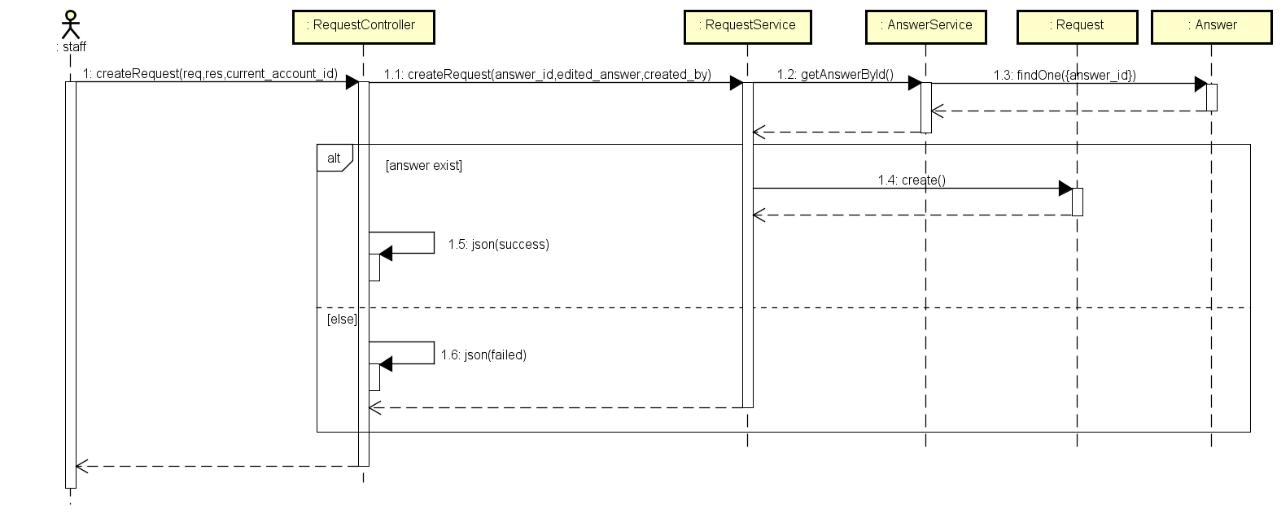 : RequestController
: RequestService
: AnswerService
: Request
: Answer
: staff
1: createRequest(req,res,current_account_id)
1.1: createRequest(answer_id,edited_answer,created_by)
1.2: getAnswerById()
1.3: findOne({answer_id})
alt
[answer exist]
1.4: create()
1.5: json(success)
[else]
1.6: json(failed)